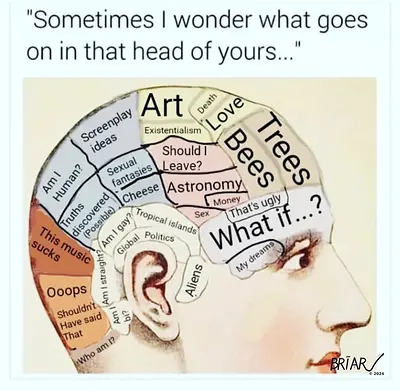 "Sometimes I wonder what goes
on in that head of yours..."
Art
Death
Love
Trees
Bees
Screenplay
ideas
Existentialism
Should I
Leave?
Am I
Human?
Sexual
fantasies
Cheese
Astronomy
Money
Sex
That's ugly
What if...?
My dreams
Truths
discovered
(Possible)
This music
sucks
Am I gay?
Tropical islands
Global Politics
Aliens
Am I straight?
Am I
bi?
Ooops
Shouldn't
Have said
That
Who am I?
BRIAR
© 2024